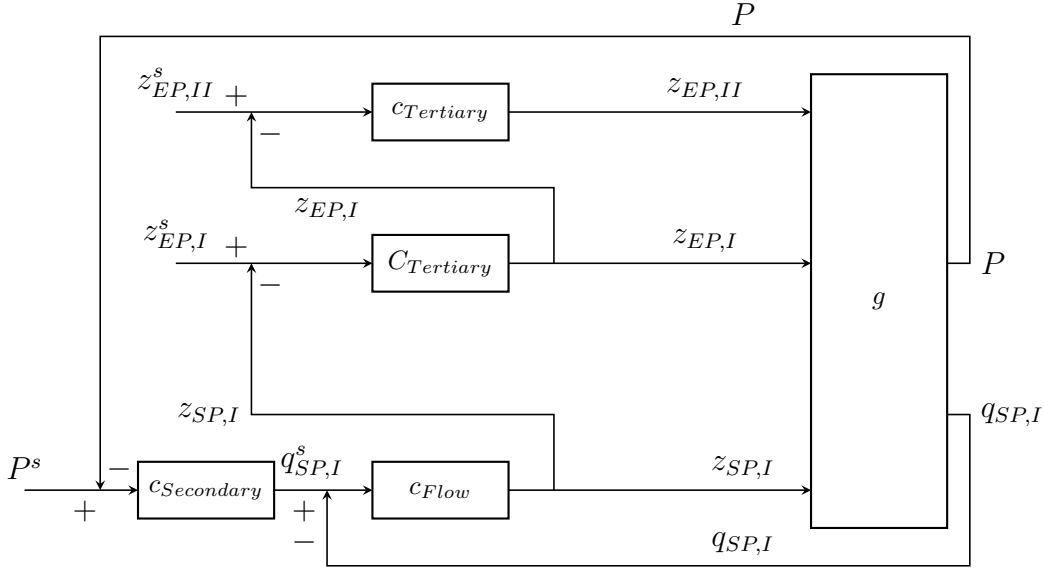 P
z^s_{EP,II} + c_{Tertiary} z_{EP,II}
−
z_{EP,I}
z^s_{EP,I} + C_{Tertiary} z_{EP,I} P
−
g
z_{SP,I} q_{SP,I}
P^s − c_{Secondary} q^s_{SP,I} c_{Flow} z_{SP,I}
+ +
− q_{SP,I}